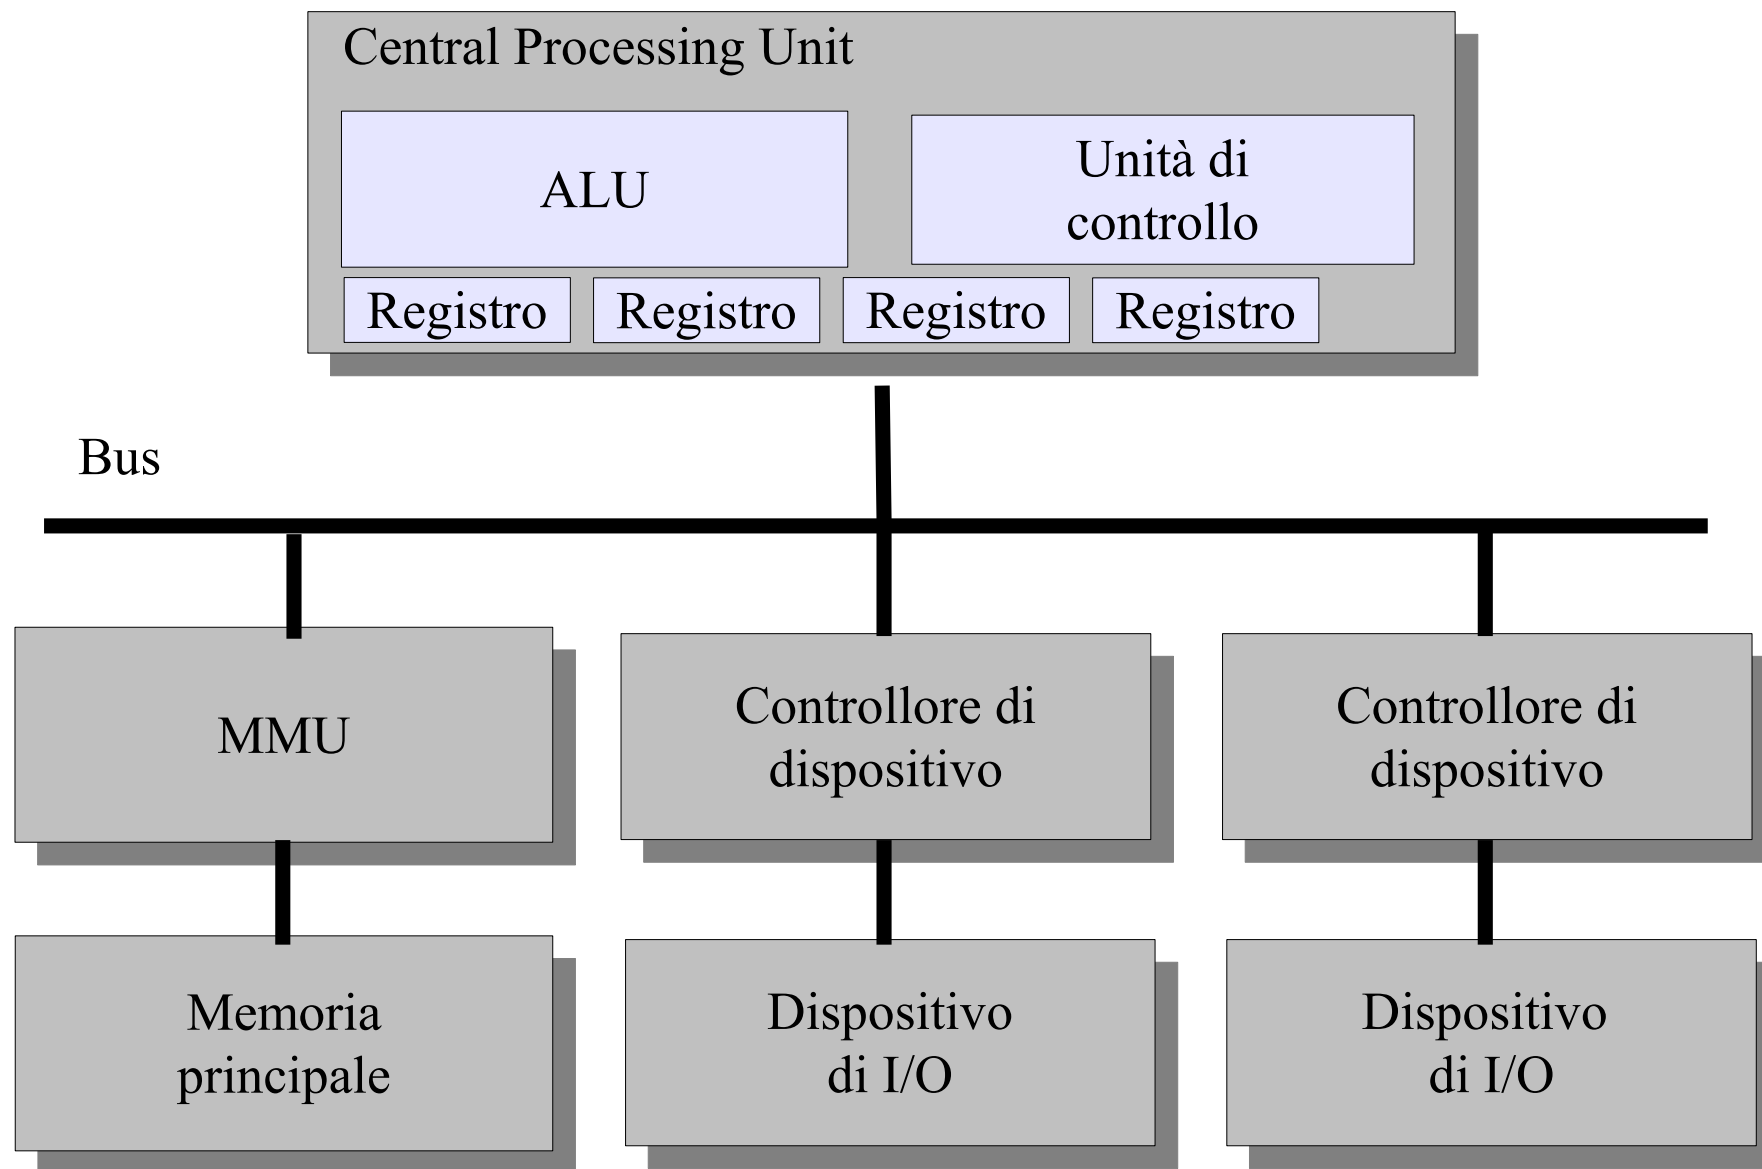 Central Processing Unit
ALU
Unità di
controllo
Registro
Registro
Registro
Registro
Bus
MMU
Controllore di
dispositivo
Controllore di
dispositivo
Memoria
principale
Dispositivo
di I/O
Dispositivo
di I/O